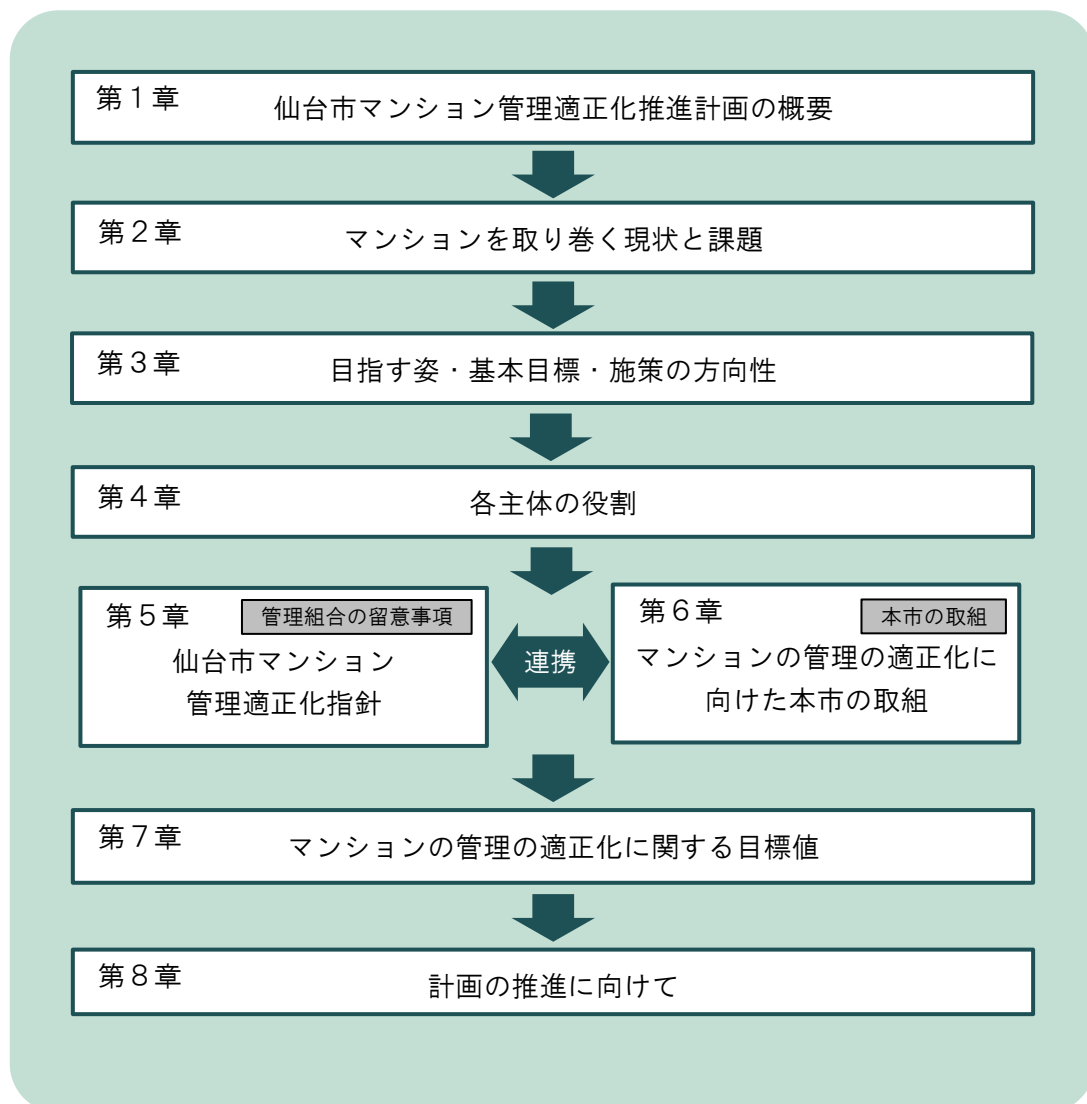 第１章
仙台市マンション管理適正化推進計画の概要
第２章
マンションを取り巻く現状と課題
第３章
目指す姿・基本目標・施策の方向性
第４章
各主体の役割
第５章
管理組合の留意事項
仙台市マンション
管理適正化指針
連携
第６章
本市の取組
マンションの管理の適正化に
向けた本市の取組
第７章
マンションの管理の適正化に関する目標値
第８章
計画の推進に向けて